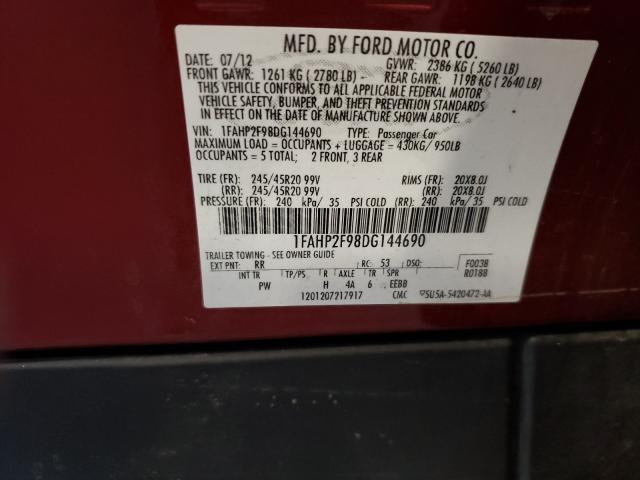 MFD. BY FORD MOTOR CO.
DATE: 07/12 GVWR: 2386 KG ( 5260 LB)
FRONT GAWR: 1261 KG ( 2780 LB) REAR GAWR: 1198 KG ( 2640 LB)
THIS VEHICLE CONFORMS TO ALL APPLICABLE FEDERAL MOTOR
VEHICLE SAFETY, BUMPER, AND THEFT PREVENTION STANDARDS
IN EFFECT ON THE DATE OF MANUFACTURE SHOWN ABOVE.
VIN: 1FAHP2F98DG144690 TYPE: Passenger Car
MAXIMUM LOAD = OCCUPANTS + LUGGAGE = 430KG/ 950LB
OCCUPANTS = 5 TOTAL; 2 FRONT, 3 REAR
TIRE (FR): 245/45R20 99V RIMS (FR): 20X8.0J
(RR): 245/45R20 99V (RR): 20X8.0J
PRESSURE (FR): 240 kPa/ 35 PSI COLD (RR): 240 kPa/ 35 PSI COLD
1FAHP2F98DG144690
TRAILER TOWING - SEE OWNER GUIDE
EXT PNT: RR RC: 53 DSO: F0038
INT TR TP/PS R AXLE TR SPR R0188
PW H 4A 6 EEBB
1201207217917 CMC 5U5A-5420472-AA